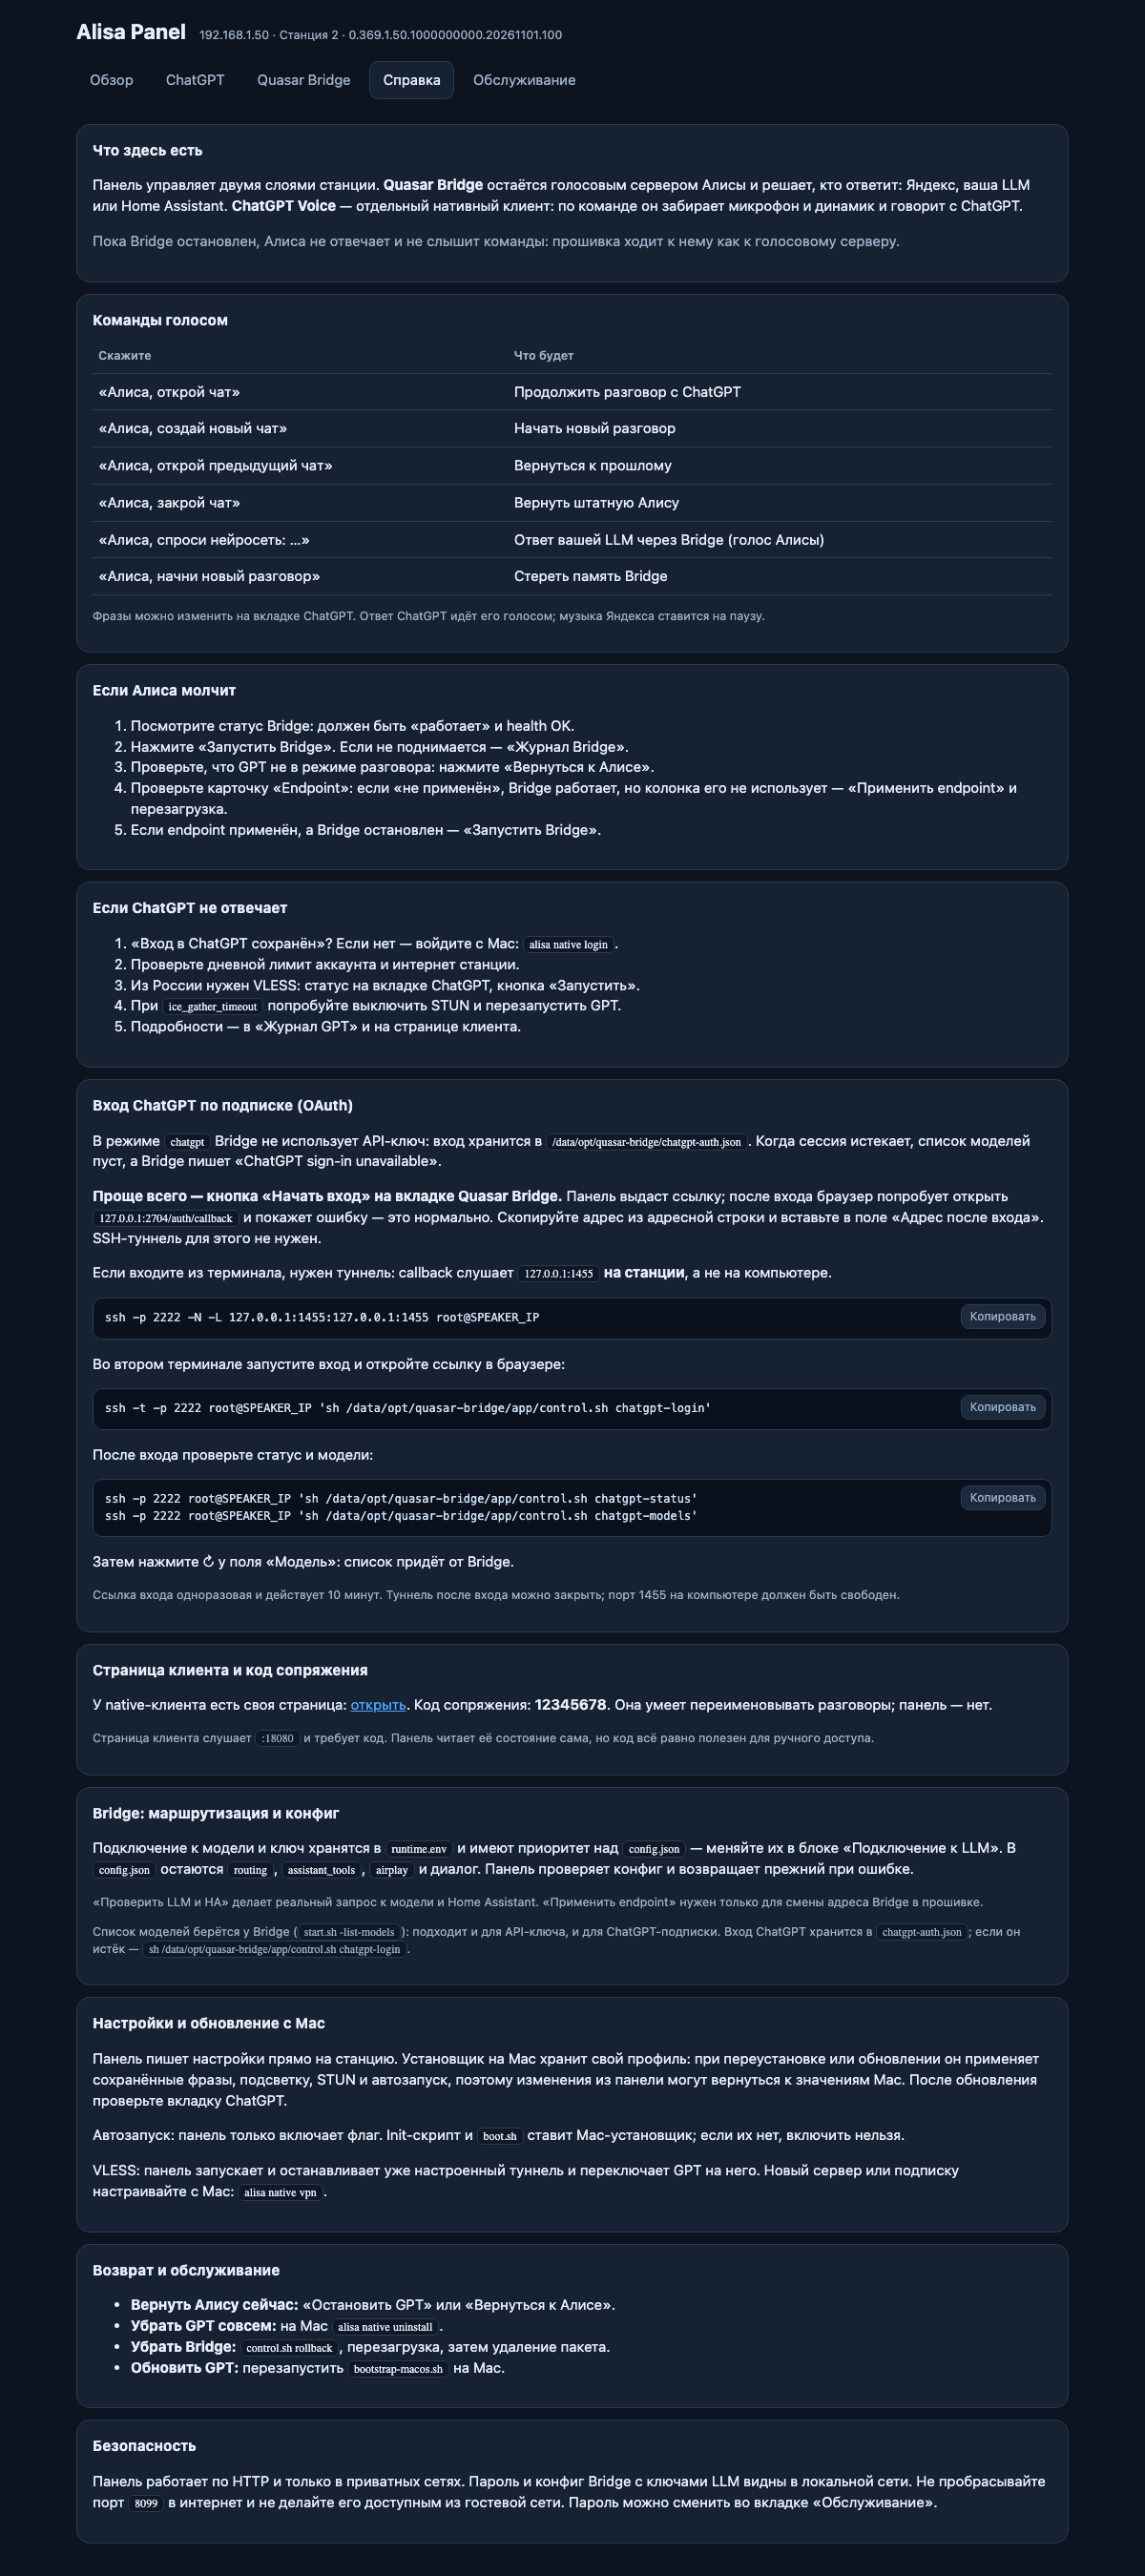 Alisa Panel 192.168.1.50 · Станция 2 · 0.369.1.50.1000000000.20261101.100
Обзор ChatGPT Quasar Bridge Справка Обслуживание
Что здесь есть
Панель управляет двумя слоями станции. Quasar Bridge остаётся голосовым сервером Алисы и решает, кто ответит: Яндекс, ваша LLM
или Home Assistant. ChatGPT Voice — отдельный нативный клиент: по команде он забирает микрофон и динамик и говорит с ChatGPT.
Пока Bridge остановлен, Алиса не отвечает и не слышит команды: прошивка ходит к нему как к голосовому серверу.
Команды голосом
Скажите Что будет
«Алиса, открой чат» Продолжить разговор с ChatGPT
«Алиса, создай новый чат» Начать новый разговор
«Алиса, открой предыдущий чат» Вернуться к прошлому
«Алиса, закрой чат» Вернуть штатную Алису
«Алиса, спроси нейросеть: ...» Ответ вашей LLM через Bridge (голос Алисы)
«Алиса, начни новый разговор» Стереть память Bridge
Фразы можно изменить на вкладке ChatGPT. Ответ ChatGPT идёт его голосом; музыка Яндекса ставится на паузу.
Если Алиса молчит
1. Посмотрите статус Bridge: должен быть «работает» и health OK.
2. Нажмите «Запустить Bridge». Если не поднимается — «Журнал Bridge».
3. Проверьте, что GPT не в режиме разговора: нажмите «Вернуться к Алисе».
4. Проверьте карточку «Endpoint»: если «не применён», Bridge работает, но колонка его не использует — «Применить endpoint» и
перезагрузка.
5. Если endpoint применён, а Bridge остановлен — «Запустить Bridge».
Если ChatGPT не отвечает
1. «Вход в ChatGPT сохранён»? Если нет — войдите с Mac: alisa native login.
2. Проверьте дневной лимит аккаунта и интернет станции.
3. Из России нужен VLESS: статус на вкладке ChatGPT, кнопка «Запустить».
4. При ice_gather_timeout попробуйте выключить STUN и перезапустить GPT.
5. Подробности — в «Журнал GPT» и на странице клиента.
Вход ChatGPT по подписке (OAuth)
В режиме chatgpt Bridge не использует API-ключ: вход хранится в /data/opt/quasar-bridge/chatgpt-auth.json. Когда сессия истекает, список моделей
пуст, а Bridge пишет «ChatGPT sign-in unavailable».
Проще всего — кнопка «Начать вход» на вкладке Quasar Bridge. Панель выдаст ссылку; после входа браузер попробует открыть
127.0.0.1:2704/auth/callback и покажет ошибку — это нормально. Скопируйте адрес из адресной строки и вставьте в поле «Адрес после входа».
SSH-туннель для этого не нужен.
Если входите из терминала, нужен туннель: callback слушает 127.0.0.1:1455 на станции, а не на компьютере.
ssh -p 2222 -N -L 127.0.0.1:1455:127.0.0.1:1455 root@SPEAKER_IP Копировать
Во втором терминале запустите вход и откройте ссылку в браузере:
ssh -t -p 2222 root@SPEAKER_IP 'sh /data/opt/quasar-bridge/app/control.sh chatgpt-login' Копировать
После входа проверьте статус и модели:
ssh -p 2222 root@SPEAKER_IP 'sh /data/opt/quasar-bridge/app/control.sh chatgpt-status' Копировать
ssh -p 2222 root@SPEAKER_IP 'sh /data/opt/quasar-bridge/app/control.sh chatgpt-models'
Затем нажмите ↻ у поля «Модель»: список придёт от Bridge.
Ссылка входа одноразовая и действует 10 минут. Туннель после входа можно закрыть; порт 1455 на компьютере должен быть свободен.
Страница клиента и код сопряжения
У native-клиента есть своя страница: открыть. Код сопряжения: 12345678. Она умеет переименовывать разговоры; панель — нет.
Страница клиента слушает :18080 и требует код. Панель читает её состояние сама, но код всё равно полезен для ручного доступа.
Bridge: маршрутизация и конфиг
Подключение к модели и ключ хранятся в runtime.env и имеют приоритет над config.json — меняйте их в блоке «Подключение к LLM». В
config.json остаются routing, assistant_tools, airplay и диалог. Панель проверяет конфиг и возвращает прежний при ошибке.
«Проверить LLM и HA» делает реальный запрос к модели и Home Assistant. «Применить endpoint» нужен только для смены адреса Bridge в прошивке.
Список моделей берётся у Bridge (start.sh -list-models): подходит и для API-ключа, и для ChatGPT-подписки. Вход ChatGPT хранится в chatgpt-auth.json; если он
истёк — sh /data/opt/quasar-bridge/app/control.sh chatgpt-login.
Настройки и обновление с Mac
Панель пишет настройки прямо на станцию. Установщик на Mac хранит свой профиль: при переустановке или обновлении он применяет
сохранённые фразы, подсветку, STUN и автозапуск, поэтому изменения из панели могут вернуться к значениям Mac. После обновления
проверьте вкладку ChatGPT.
Автозапуск: панель только включает флаг. Init-скрипт и boot.sh ставит Mac-установщик; если их нет, включить нельзя.
VLESS: панель запускает и останавливает уже настроенный туннель и переключает GPT на него. Новый сервер или подписку
настраивайте с Mac: alisa native vpn.
Возврат и обслуживание
• Вернуть Алису сейчас: «Остановить GPT» или «Вернуться к Алисе».
• Убрать GPT совсем: на Mac alisa native uninstall.
• Убрать Bridge: control.sh rollback, перезагрузка, затем удаление пакета.
• Обновить GPT: перезапустить bootstrap-macos.sh на Mac.
Безопасность
Панель работает по HTTP и только в приватных сетях. Пароль и конфиг Bridge с ключами LLM видны в локальной сети. Не пробрасывайте
порт 8099 в интернет и не делайте его доступным из гостевой сети. Пароль можно сменить во вкладке «Обслуживание».